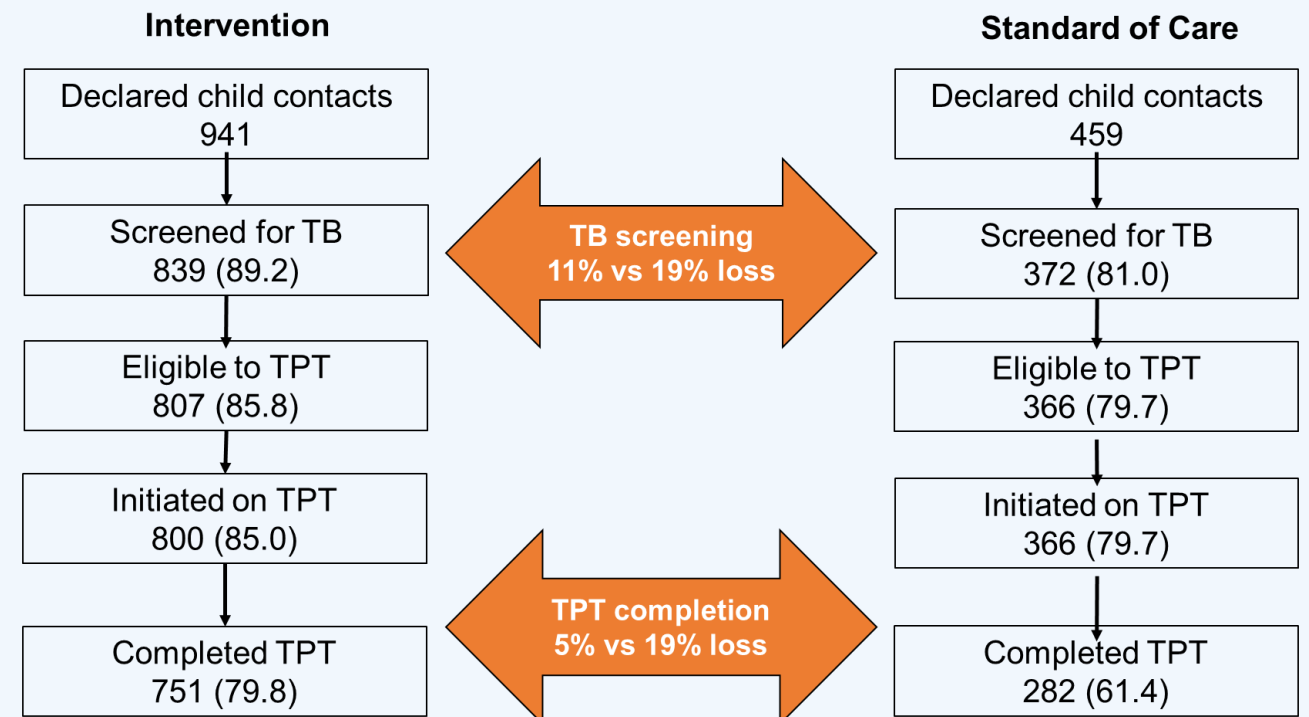 Intervention
Standard of Care
Declared child contacts
941
Declared child contacts
459
Screened for TB
839 (89.2)
TB screening
11% vs 19% loss
Screened for TB
372 (81.0)
Eligible to TPT
807 (85.8)
Eligible to TPT
366 (79.7)
Initiated on TPT
800 (85.0)
Initiated on TPT
366 (79.7)
Completed TPT
751 (79.8)
TPT completion
5% vs 19% loss
Completed TPT
282 (61.4)